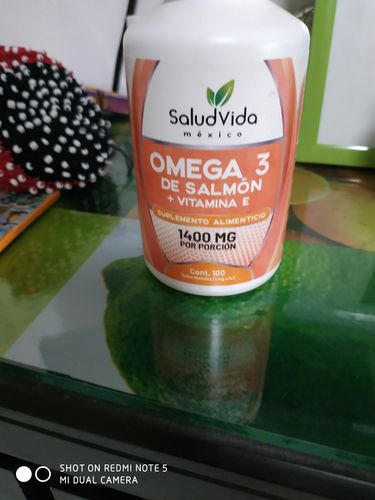 SaludVida
méxico
OMEGA 3
DE SALMÓN
+ VITAMINA E
SUPLEMENTO ALIMENTICIO
1400 MG
POR PORCIÓN
Cont. 100
SHOT ON REDMI NOTE 5
MI DUAL CAMERA